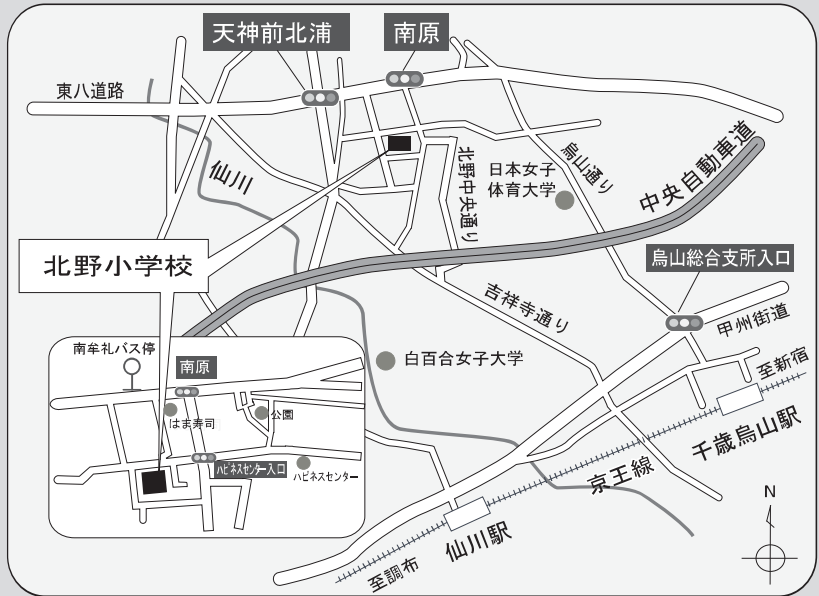 天神前北浦
南原
東八道路
仙川
北野中央通り
日本女子
体育大学
烏山通り
中央自動車道
北野小学校
烏山総合支所入口
吉祥寺通り
甲州街道
白百合女子大学
至新宿
千歳烏山駅
京王線
仙川駅
至調布
N
南牟礼バス停
南原
はま寿司
公園
ハピネスセンター入口
ハピネスセンター